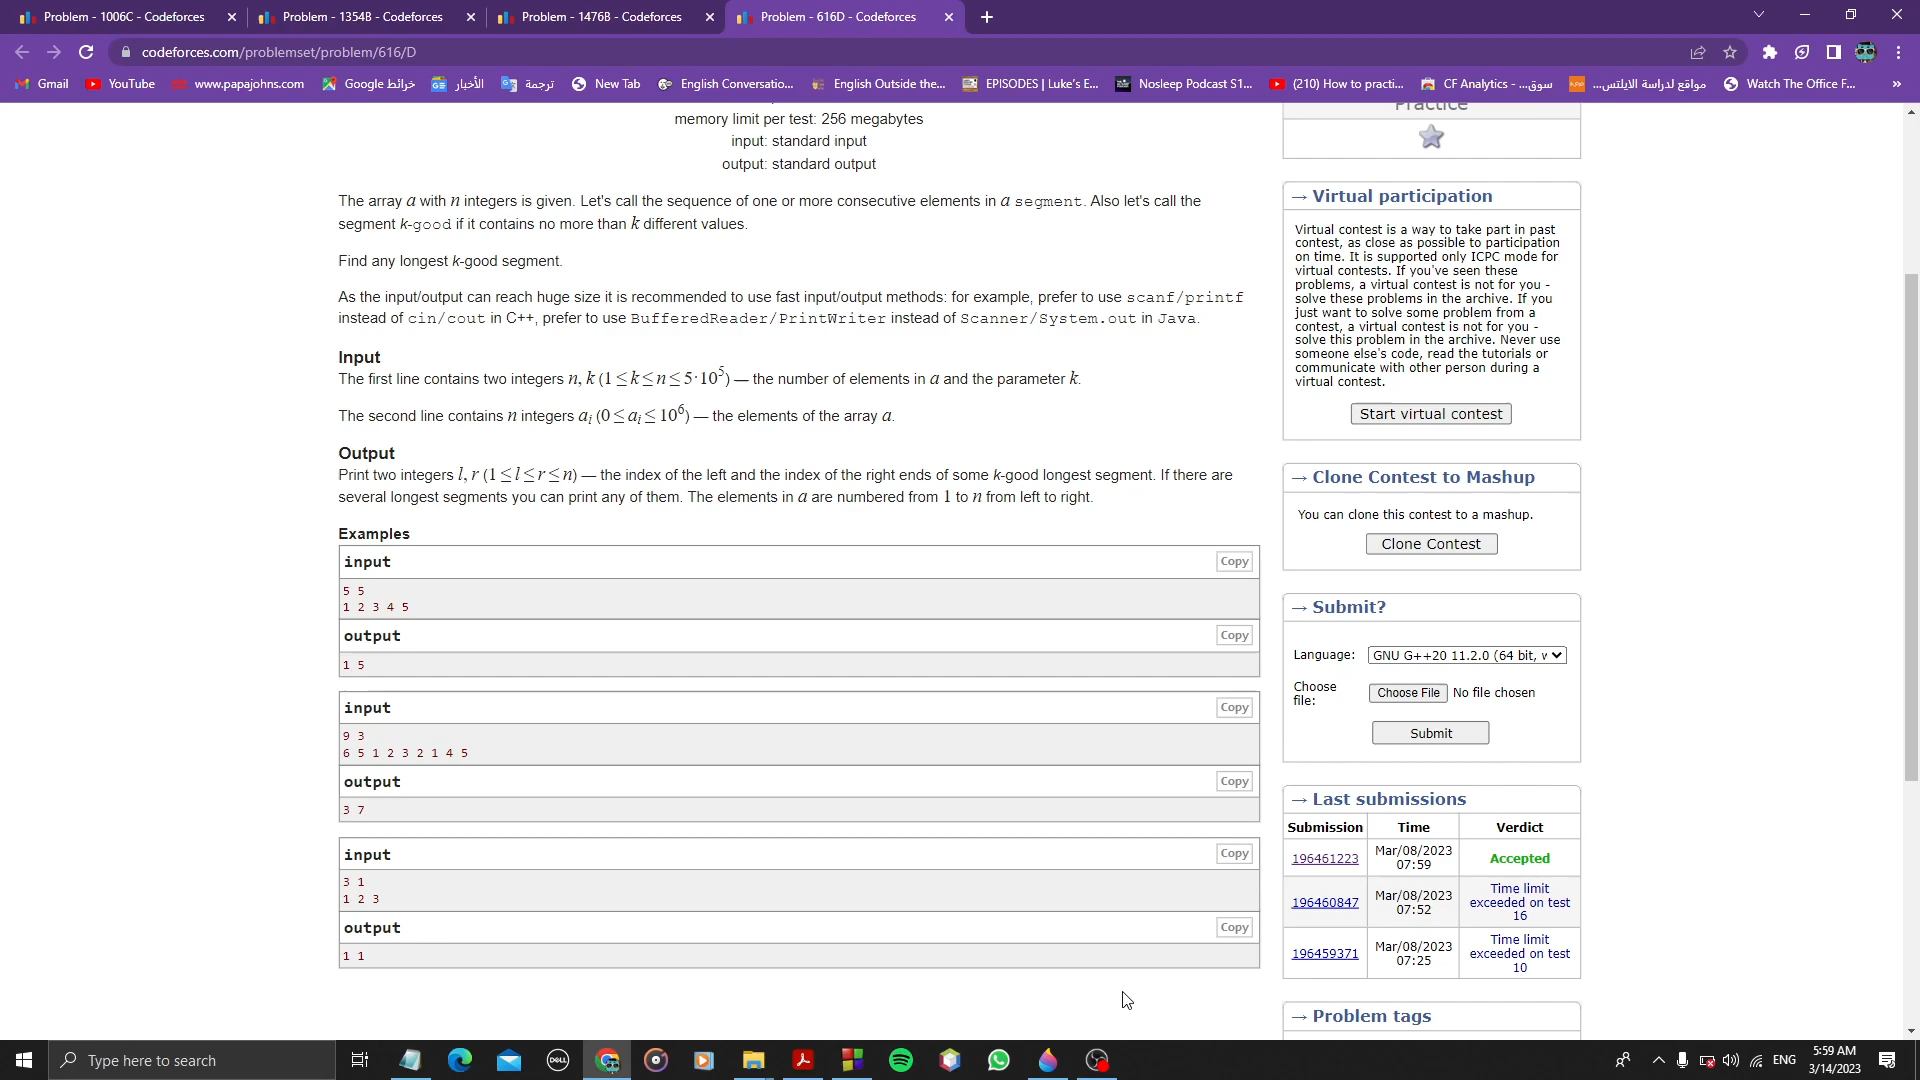 Problem - 1006C - Codeforces
Problem - 1354B - Codeforces
Problem - 1476B - Codeforces
Problem - 616D - Codeforces
codeforces.com/problemset/problem/616/D
Gmail
YouTube
www.papajohns.com
Google خرائط
الأخبار
ترجمة
New Tab
English Conversatio...
English Outside the...
EPISODES | Luke's E...
Nosleep Podcast S1...
(210) How to practi...
CF Analytics - سوق...
مواقع لدراسة الايلتس...
Watch The Office F...
»
memory limit per test: 256 megabytes
input: standard input
output: standard output
The array a with n integers is given. Let's call the sequence of one or more consecutive elements in a segment. Also let's call the
segment k-good if it contains no more than k different values.
Find any longest k-good segment.
As the input/output can reach huge size it is recommended to use fast input/output methods: for example, prefer to use scanf/printf
instead of cin/cout in C++, prefer to use BufferedReader/PrintWriter instead of Scanner/System.out in Java.
Input
The first line contains two integers n, k (1 ≤ k ≤ n ≤ 5·10⁵) — the number of elements in a and the parameter k.
The second line contains n integers aᵢ (0 ≤ aᵢ ≤ 10⁶) — the elements of the array a.
Output
Print two integers l, r (1 ≤ l ≤ r ≤ n) — the index of the left and the index of the right ends of some k-good longest segment. If there are
several longest segments you can print any of them. The elements in a are numbered from 1 to n from left to right.
Examples
input
Copy
5 5
1 2 3 4 5
output
Copy
1 5
input
Copy
9 3
6 5 1 2 3 2 1 4 5
output
Copy
3 7
input
Copy
3 1
1 2 3
output
Copy
1 1
Practice
→ Virtual participation
Virtual contest is a way to take part in past
contest, as close as possible to participation
on time. It is supported only ICPC mode for
virtual contests. If you've seen these
problems, a virtual contest is not for you -
solve these problems in the archive. If you
just want to solve some problem from a
contest, a virtual contest is not for you -
solve this problem in the archive. Never use
someone else's code, read the tutorials or
communicate with other person during a
virtual contest.
Start virtual contest
→ Clone Contest to Mashup
You can clone this contest to a mashup.
Clone Contest
→ Submit?
Language:
GNU G++20 11.2.0 (64 bit, v
Choose
file:
Choose File No file chosen
Submit
→ Last submissions
Submission Time Verdict
196461223
Mar/08/2023
07:59
Accepted
196460847
Mar/08/2023
07:52
Time limit
exceeded on test
16
196459371
Mar/08/2023
07:25
Time limit
exceeded on test
10
→ Problem tags
Type here to search
DELL
ENG
5:59 AM
3/14/2023